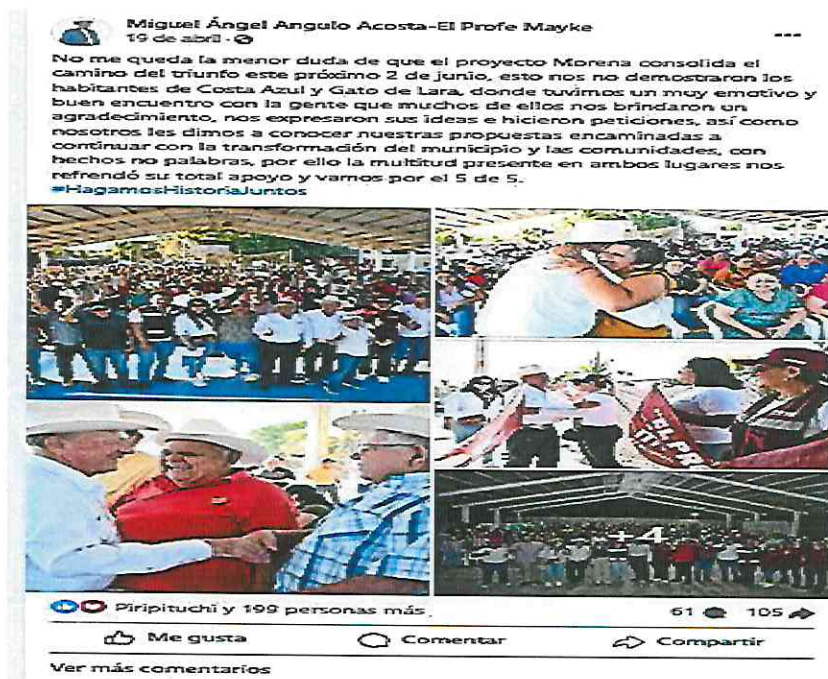 Miguel Ángel Angulo Acosta-El Profe Mayke
19 de abril ·
No me queda la menor duda de que el proyecto Morena consolida el
camino del triunfo este próximo 2 de junio, esto nos no demostraron los
habitantes de Costa Azul y Gato de Lara, donde tuvimos un muy emotivo y
buen encuentro con la gente que muchos de ellos nos brindaron un
agradecimiento, nos expresaron sus ideas e hicieron peticiones, así como
nosotros les dimos a conocer nuestras propuestas encaminadas a
continuar con la transformación del municipio y las comunidades, con
hechos no palabras, por ello la multitud presente en ambos lugares nos
refrendó su total apoyo y vamos por el 5 de 5.
#HagamosHistoriaJuntos
+4
Piripituchi y 199 personas más
61 105
Me gusta Comentar Compartir
Ver más comentarios